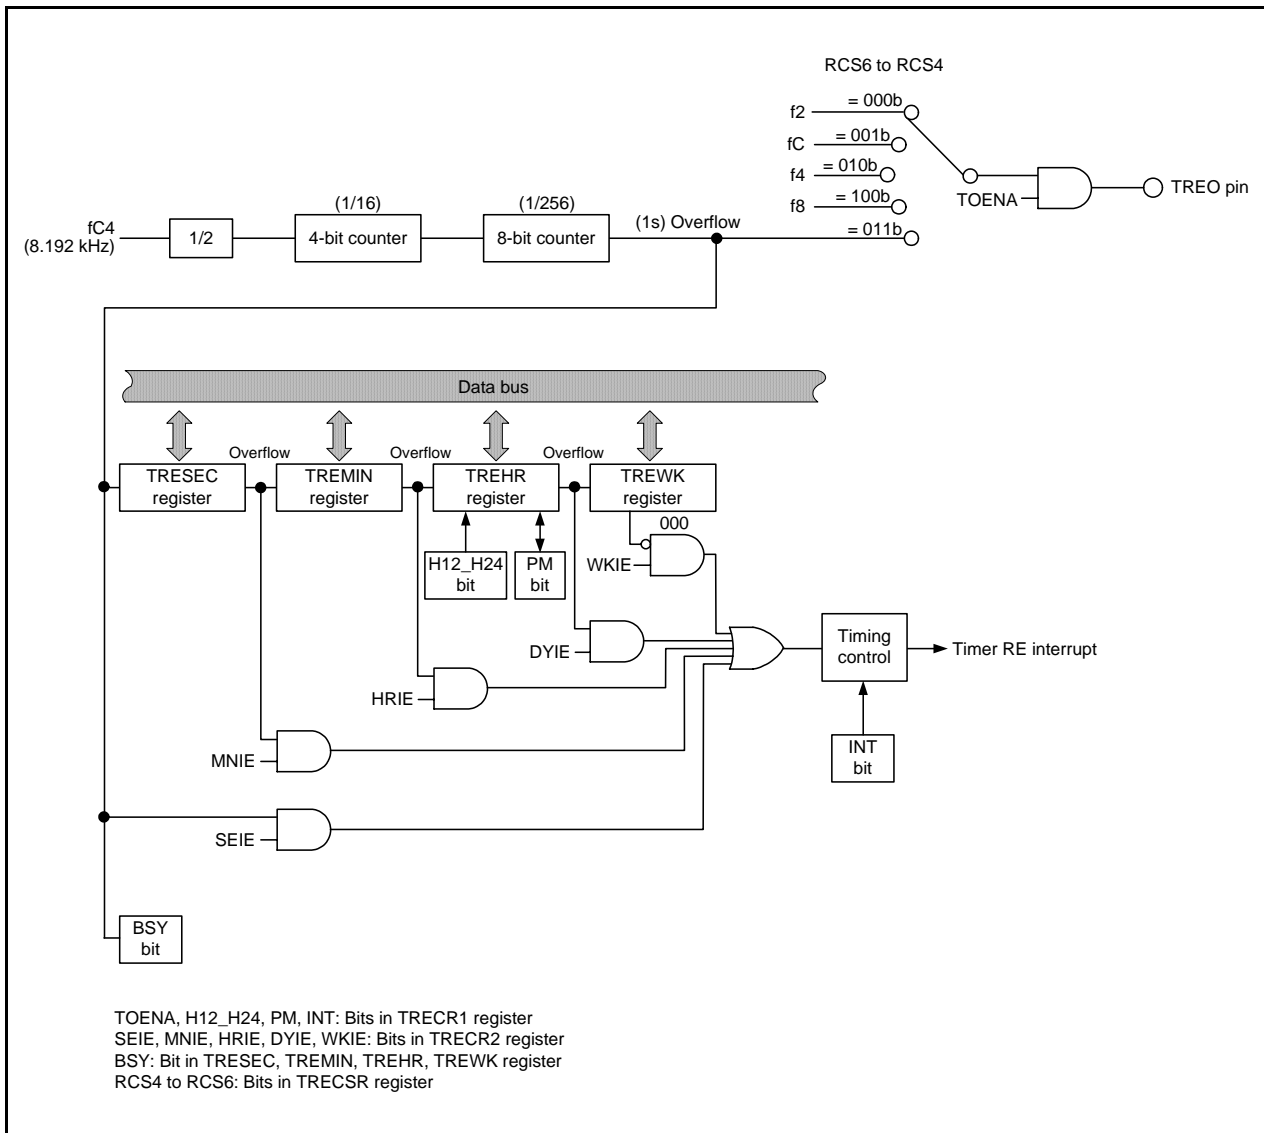 RCS6 to RCS4
f2
= 000b
fC
= 001b
f4
= 010b
f8
= 100b
= 011b
TOENA
TREO pin
fC4
(8.192 kHz)
1/2
(1/16)
4-bit counter
(1/256)
8-bit counter
(1s) Overflow
Data bus
TRESEC
register
Overflow
TREMIN
register
Overflow
TREHR
register
Overflow
TREWK
register
000
H12_H24
bit
PM
bit
WKIE
DYIE
HRIE
MNIE
SEIE
Timing
control
Timer RE interrupt
INT
bit
BSY
bit
TOENA, H12_H24, PM, INT: Bits in TRECR1 register
SEIE, MNIE, HRIE, DYIE, WKIE: Bits in TRECR2 register
BSY: Bit in TRESEC, TREMIN, TREHR, TREWK register
RCS4 to RCS6: Bits in TRECSR register